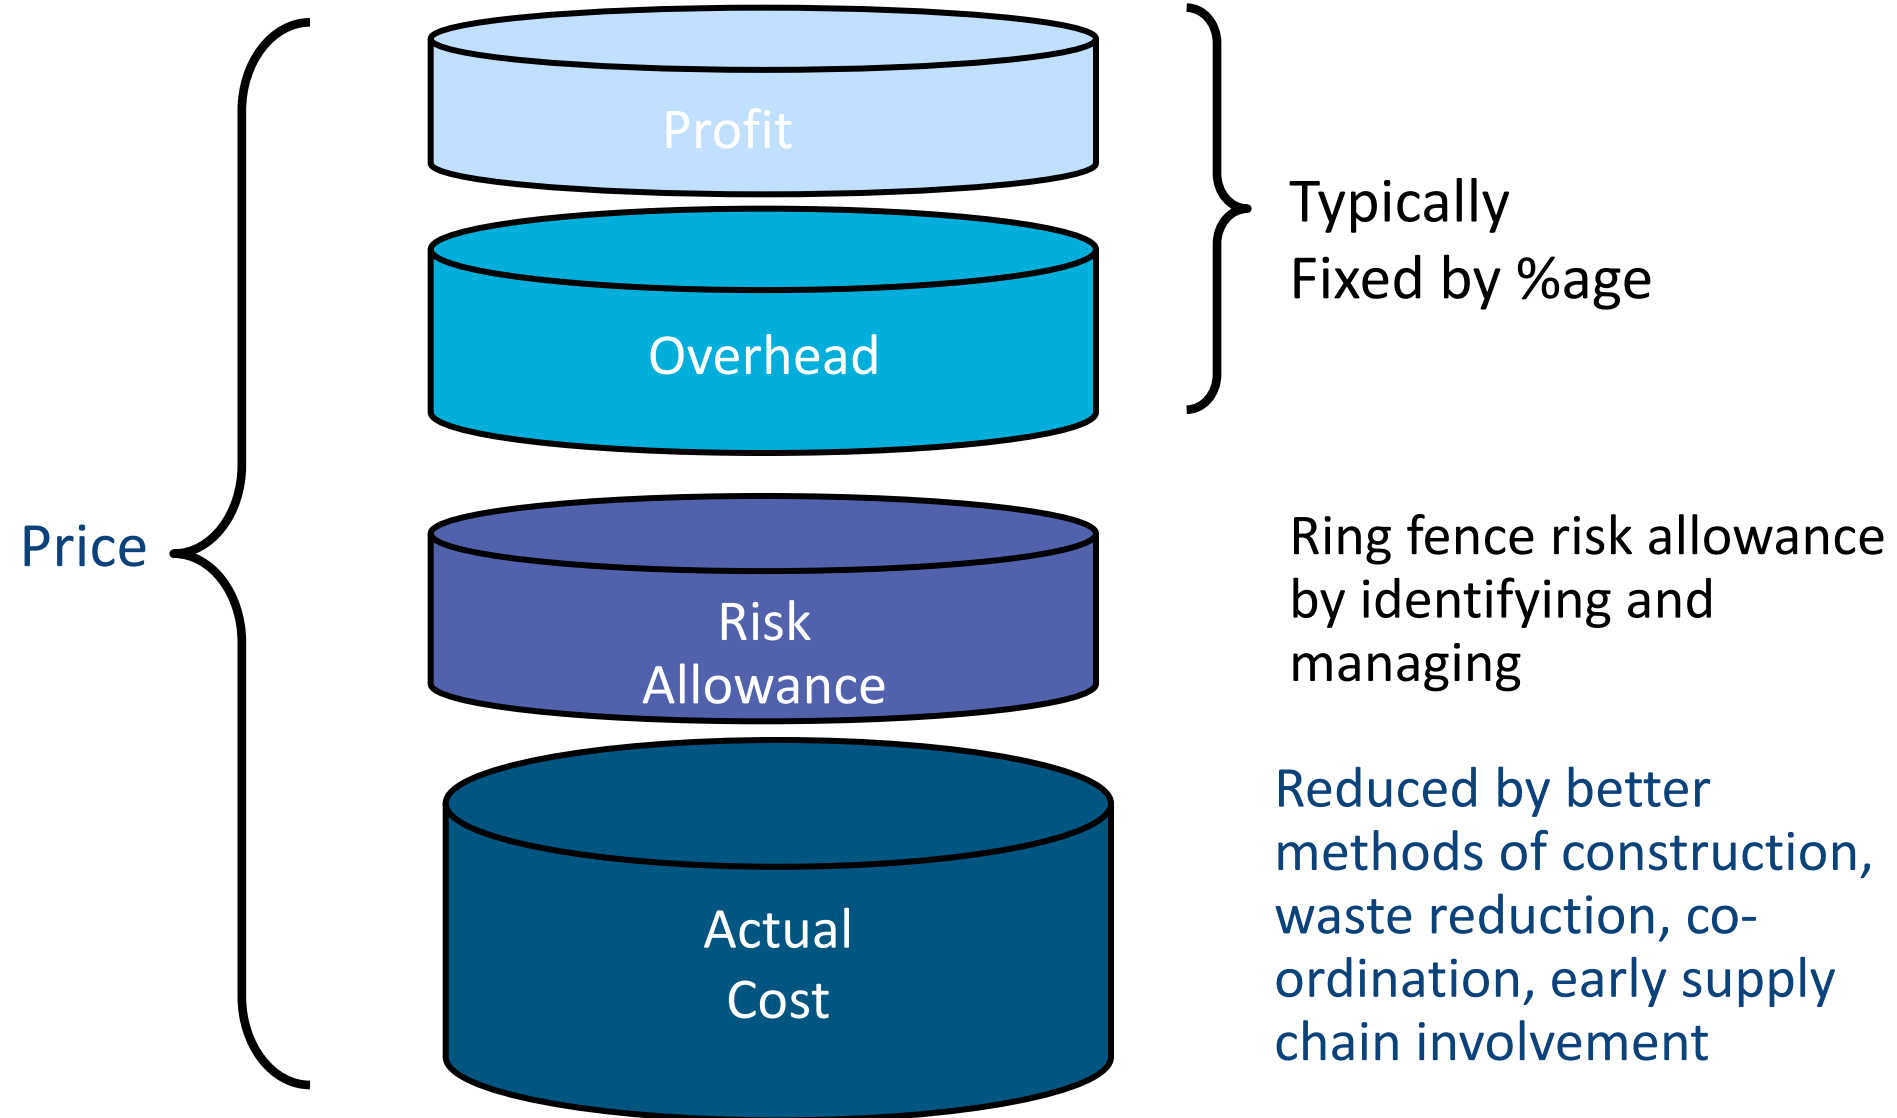 Profit
Typically
Fixed by %age
Overhead
Price
Ring fence risk allowance
by identifying and
managing
Risk
Allowance
Reduced by better
methods of construction,
waste reduction, co-
ordination, early supply
chain involvement
Actual
Cost